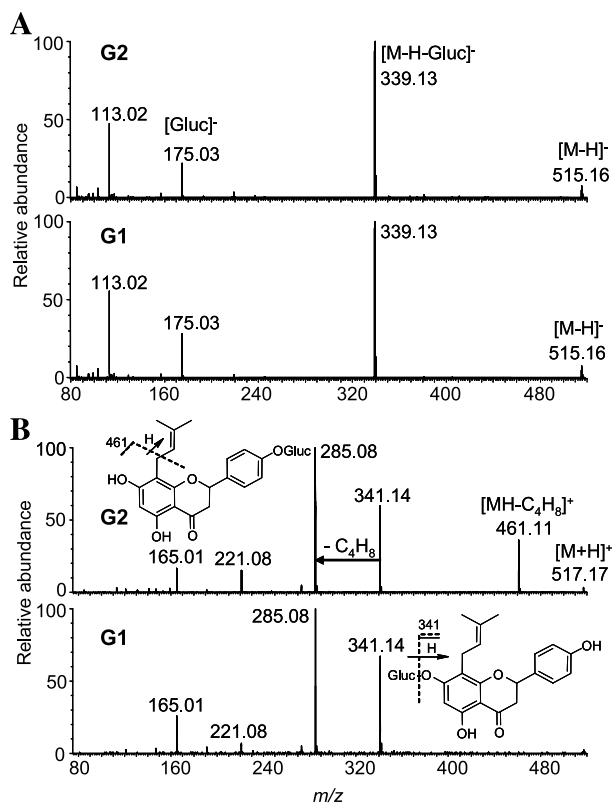 A
G2
100
50
0
113.02
[Gluc]-
175.03
[M-H-Gluc]-
339.13
[M-H]-
515.16
Relative abundance
G1
100
50
0
113.02
175.03
339.13
[M-H]-
515.16
80 160 240 320 400 480
B
G2
100
50
0
461
H
HO
OH
O
O
OGluc
165.01
221.08
285.08
- C4H8
341.14
[MH-C4H8]+
461.11
[M+H]+
517.17
Relative abundance
G1
100
50
0
165.01
221.08
285.08
341.14
341
H
Gluc
O
OH
O
O
OH
80 160 240 320 400 480
m/z